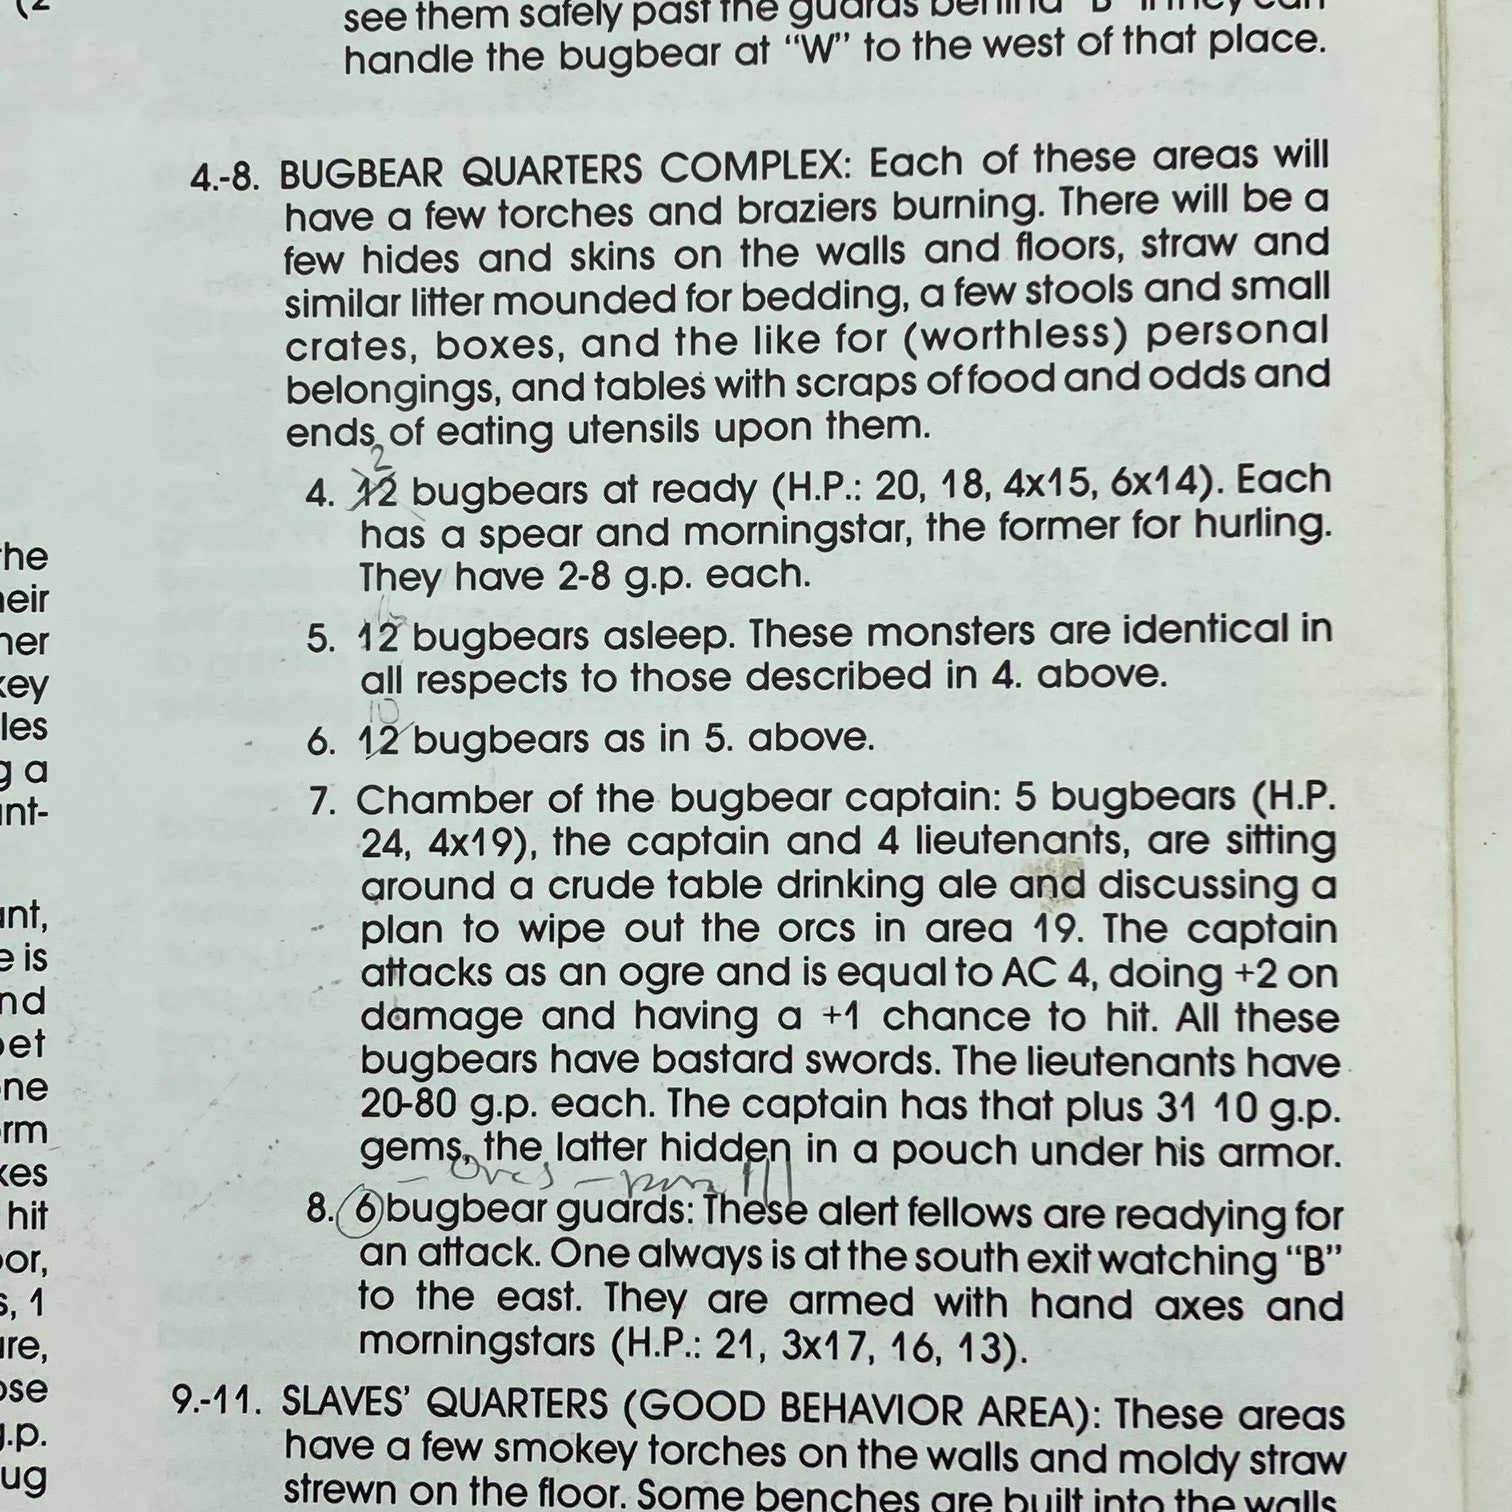 see them safely past the guards behind "B" if they can
handle the bugbear at "W" to the west of that place.
4.-8. BUGBEAR QUARTERS COMPLEX: Each of these areas will
have a few torches and braziers burning. There will be a
few hides and skins on the walls and floors, straw and
similar litter mounded for bedding, a few stools and small
crates, boxes, and the like for (worthless) personal
belongings, and tables with scraps of food and odds and
ends of eating utensils upon them.
2
4. 12 bugbears at ready (H.P.: 20, 18, 4x15, 6x14). Each
has a spear and morningstar, the former for hurling.
They have 2-8 g.p. each.
5. 12 bugbears asleep. These monsters are identical in
all respects to those described in 4. above.
10
6. 12 bugbears as in 5. above.
7. Chamber of the bugbear captain: 5 bugbears (H.P.
24, 4x19), the captain and 4 lieutenants, are sitting
around a crude table drinking ale and discussing a
plan to wipe out the orcs in area 19. The captain
attacks as an ogre and is equal to AC 4, doing +2 on
damage and having a +1 chance to hit. All these
bugbears have bastard swords. The lieutenants have
20-80 g.p. each. The captain has that plus 31 10 g.p.
gems, the latter hidden in a pouch under his armor.
- orcs -
8. 6 bugbear guards: These alert fellows are readying for
an attack. One always is at the south exit watching "B"
to the east. They are armed with hand axes and
morningstars (H.P.: 21, 3x17, 16, 13).
9.-11. SLAVES' QUARTERS (GOOD BEHAVIOR AREA): These areas
have a few smokey torches on the walls and moldy straw
strewn on the floor. Some benches are built into the walls